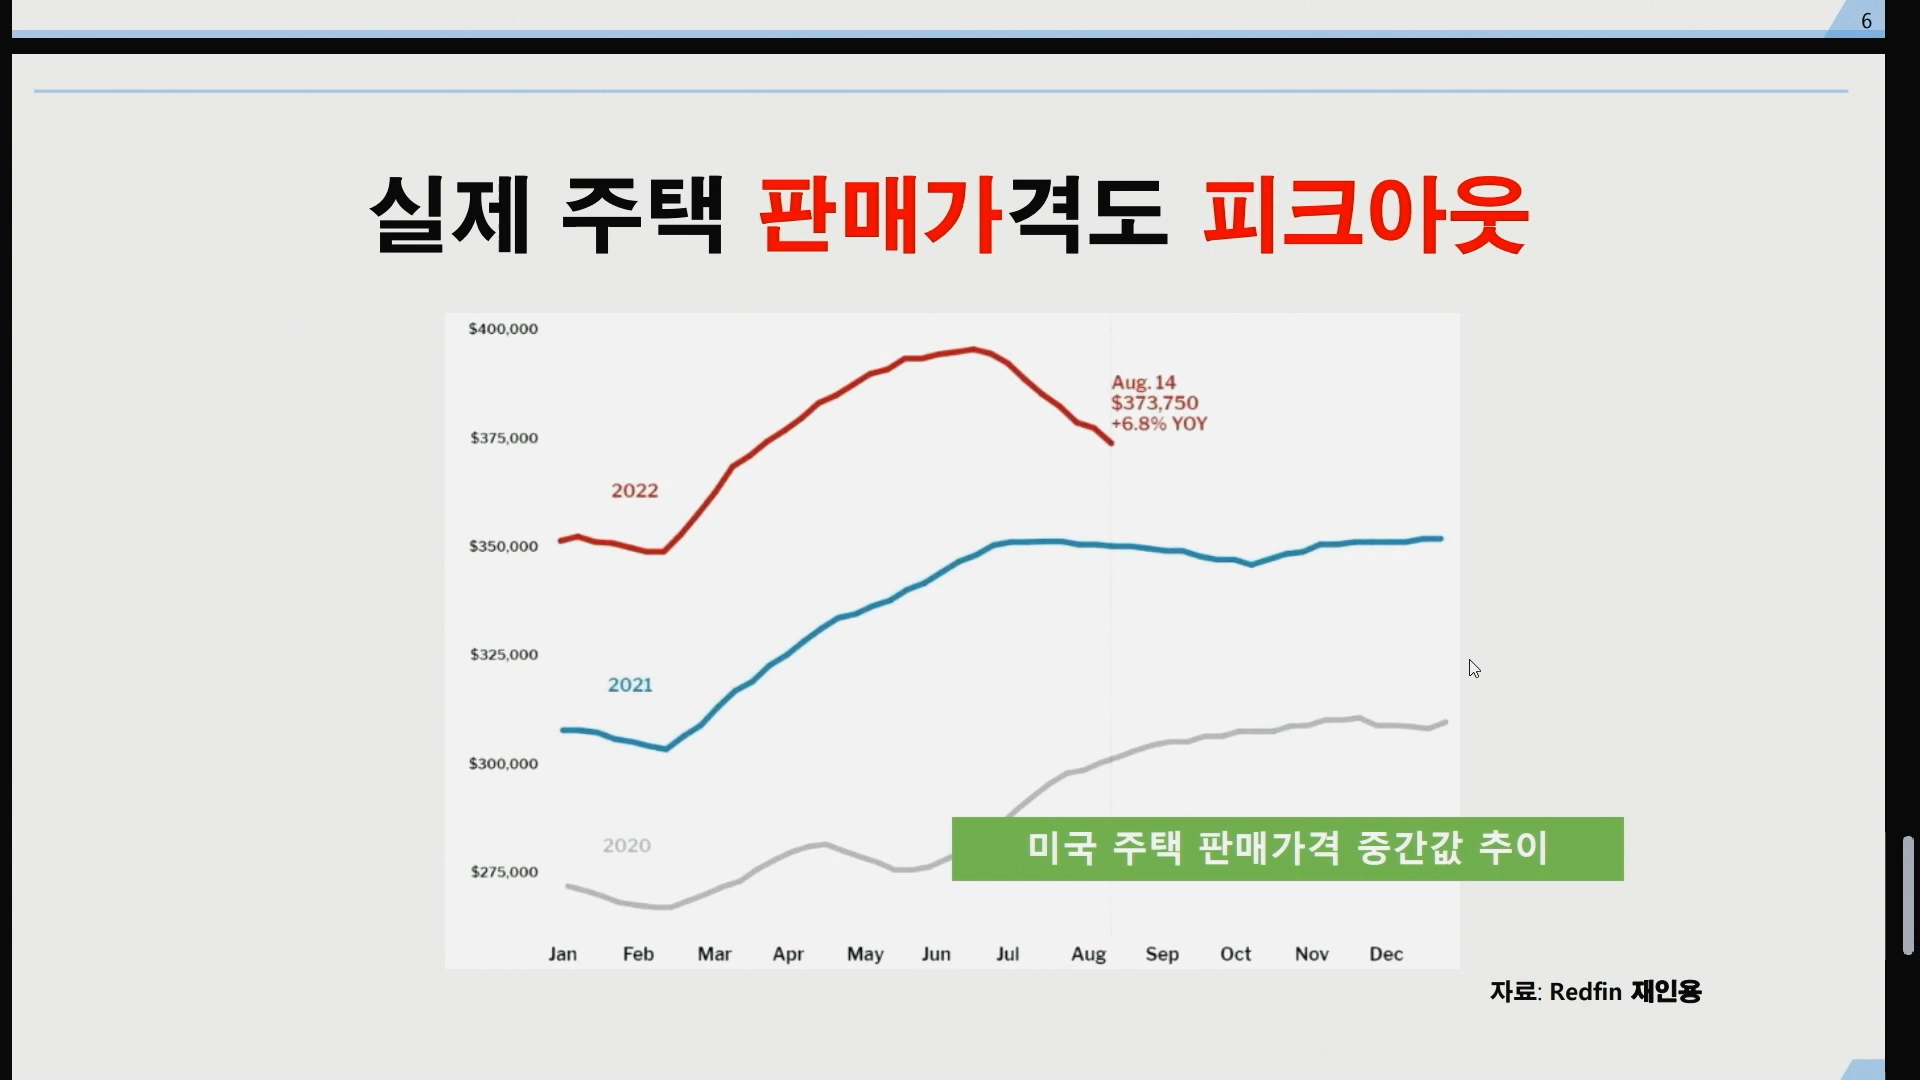 6
실제 주택 판매가격도 피크아웃
$400,000
Aug. 14
$373,750
+6.8% YOY
$375,000
2022
$350,000
$325,000
2021
$300,000
2020
미국 주택 판매가격 중간값 추이
$275,000
Jan Feb Mar Apr May Jun Jul Aug Sep Oct Nov Dec
자료: Redfin 재인용